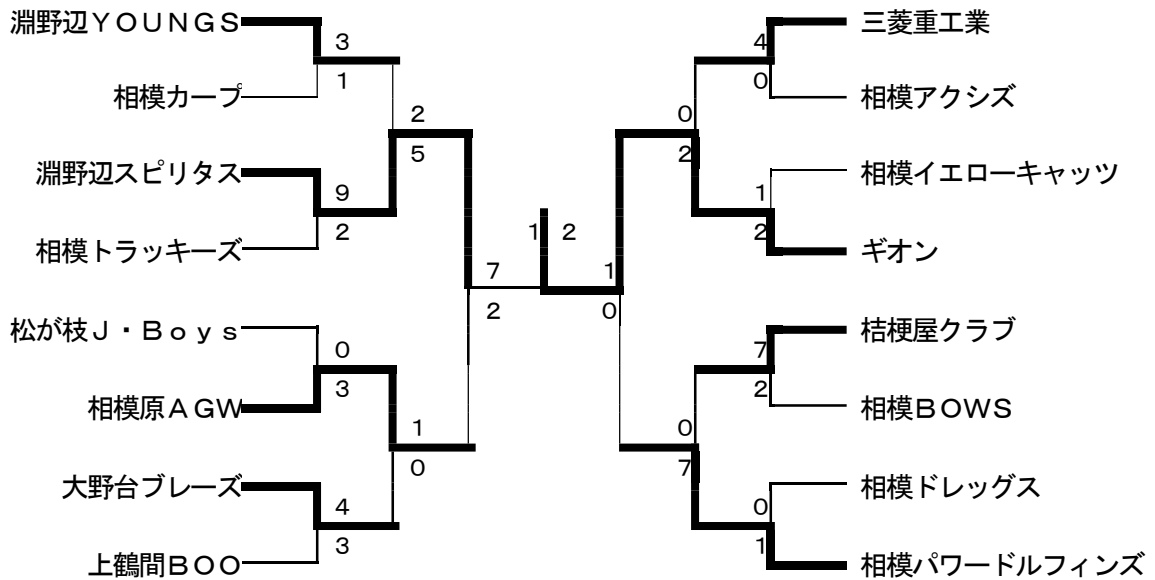 淵野辺ＹＯＵＮＧＳ
3
1
相模カープ
2
5
淵野辺スピリタス
9
2
相模トラッキーズ
7
2
松が枝Ｊ・Ｂｏｙｓ
0
3
相模原ＡＧＷ
1
0
大野台ブレーズ
4
3
上鶴間ＢＯＯ
1 2
三菱重工業
4
0
相模アクシズ
0
2
相模イエローキャッツ
1
2
ギオン
1
0
桔梗屋クラブ
7
2
相模ＢＯＷＳ
0
7
相模ドレッグス
0
1
相模パワードルフィンズ